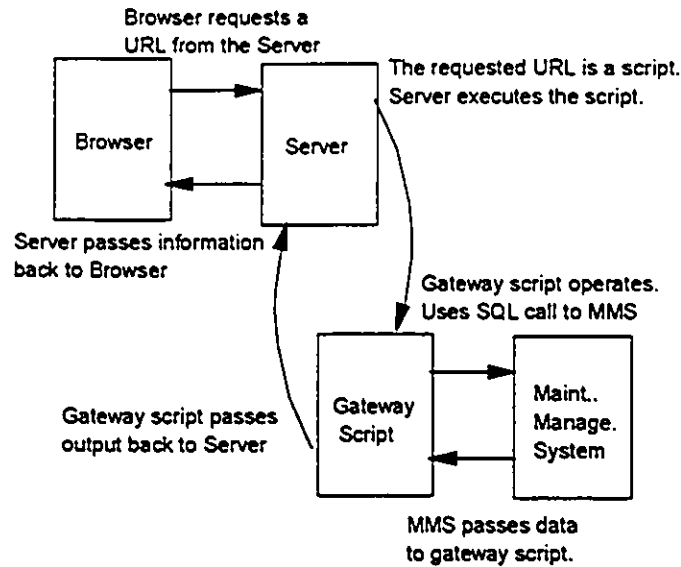 Browser requests a
URL from the Server
The requested URL is a script.
Server executes the script.
Browser
Server
Server passes information
back to Browser
Gateway script operates.
Uses SQL call to MMS
Gateway
Script
Maint..
Manage.
System
Gateway script passes
output back to Server
MMS passes data
to gateway script.